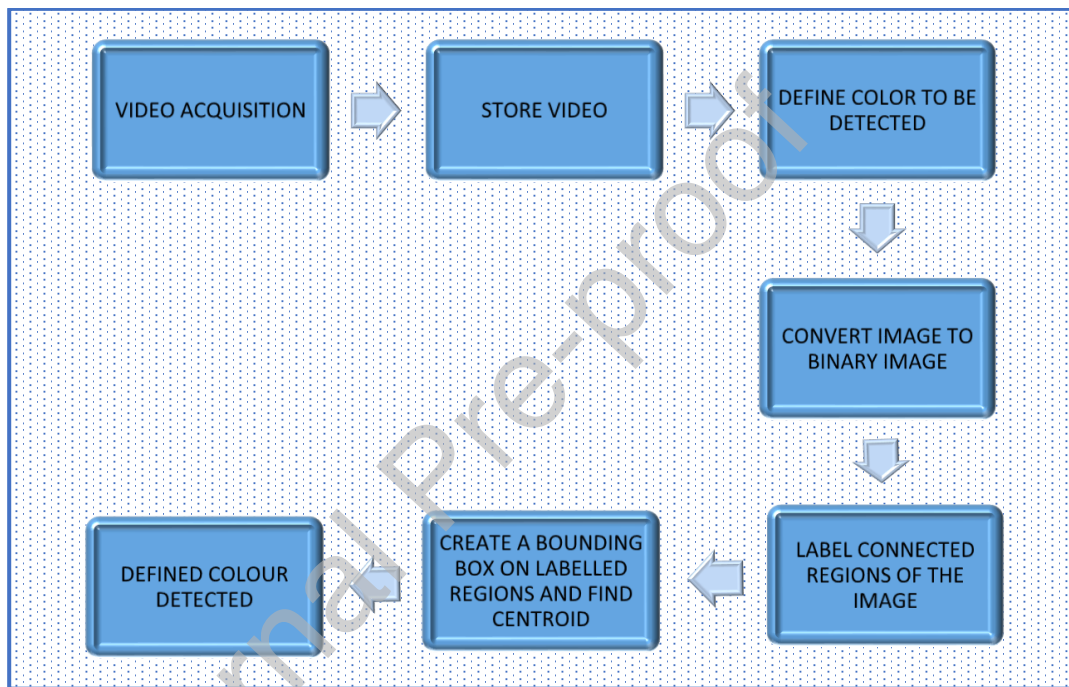 VIDEO ACQUISITION
STORE VIDEO
DEFINE COLOR TO BE
DETECTED
CONVERT IMAGE TO
BINARY IMAGE
LABEL CONNECTED
REGIONS OF THE
IMAGE
CREATE A BOUNDING
BOX ON LABELLED
REGIONS AND FIND
CENTROID
DEFINED COLOUR
DETECTED
rnal Pre-proof